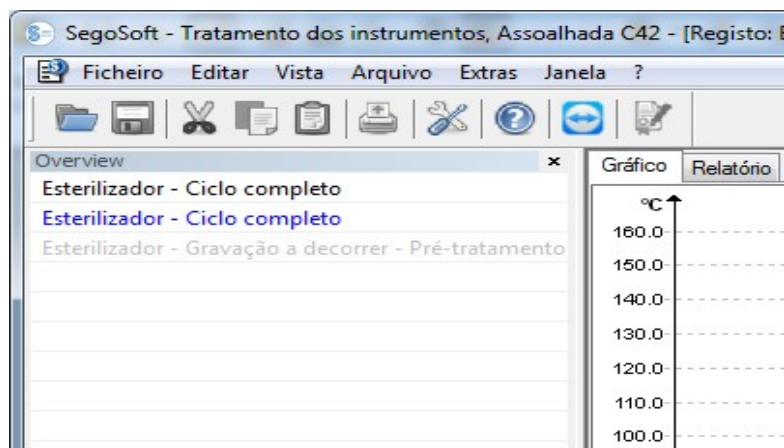 SegoSoft - Tratamento dos instrumentos, Assoalhada C42 - [Registo:
Ficheiro Editar Vista Arquivo Extras Janela ?
Overview x
Esterilizador - Ciclo completo
Esterilizador - Ciclo completo
Esterilizador - Gravação a decorrer - Pré-tratamento
Gráfico Relatório
ºC
160.0
150.0
140.0
130.0
120.0
110.0
100.0